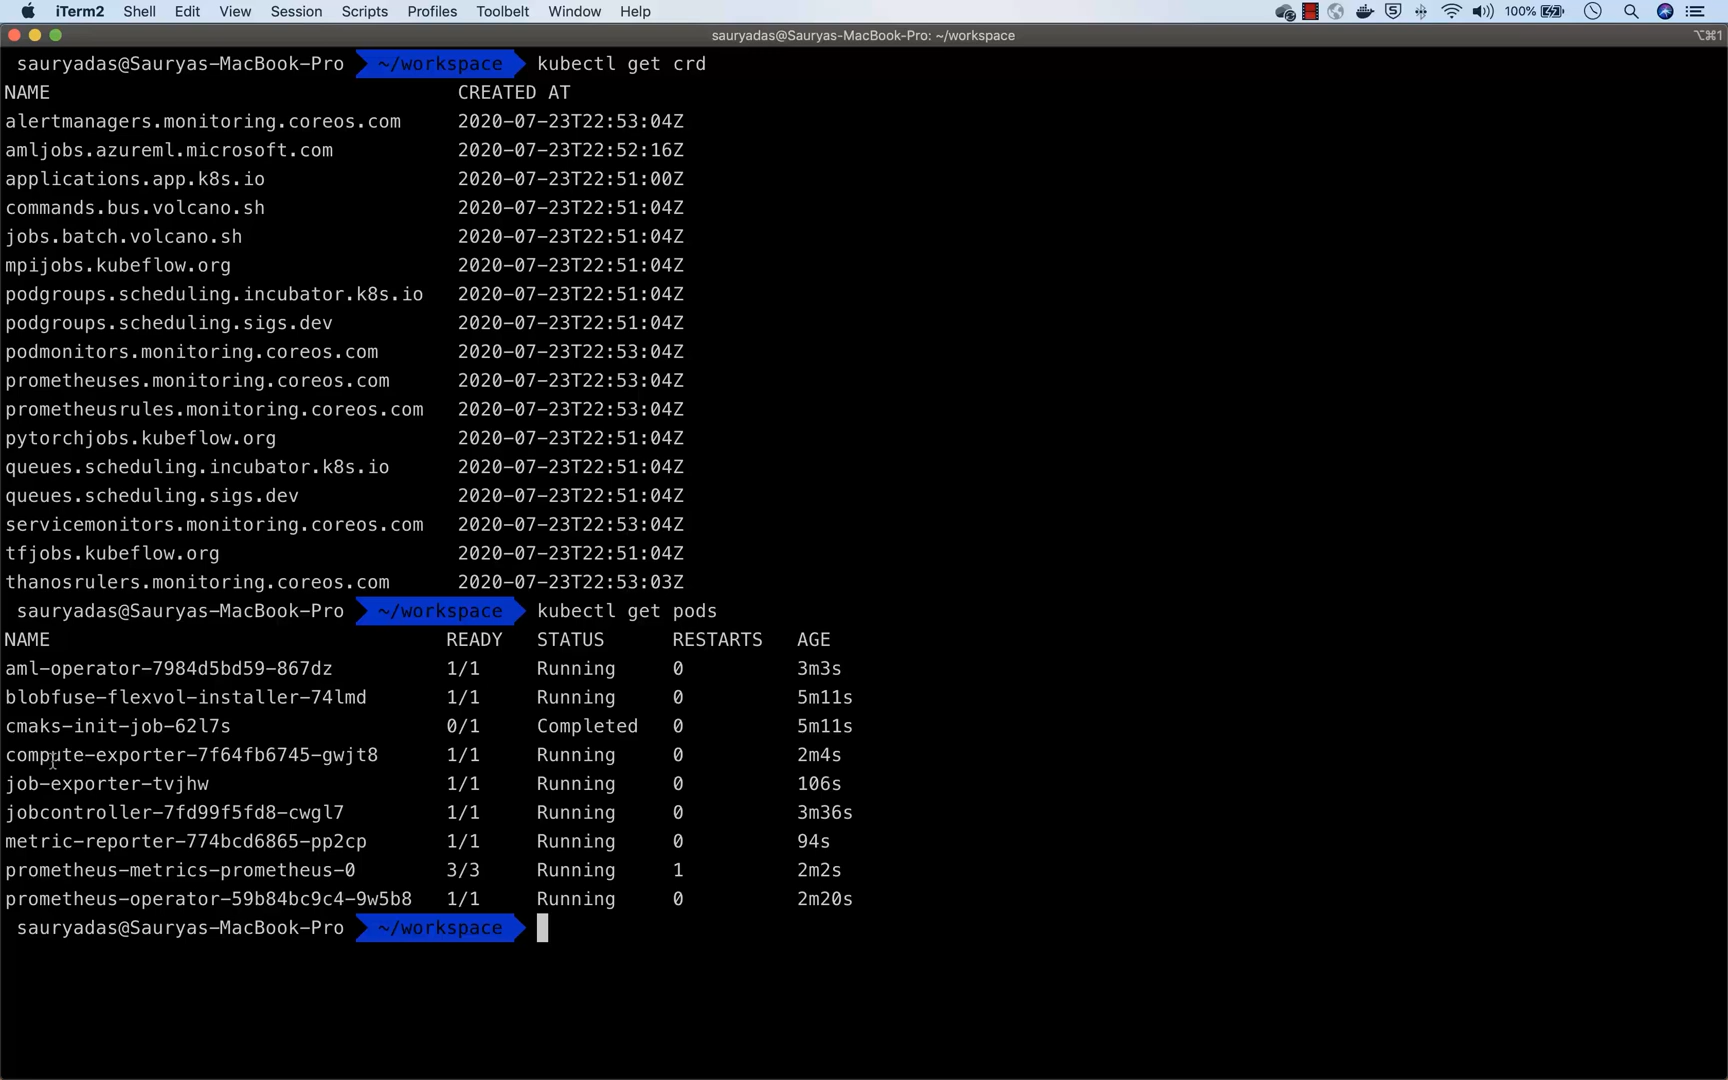 iTerm2 Shell Edit View Session Scripts Profiles Toolbelt Window Help 100%
sauryadas@Sauryas-MacBook-Pro: ~/workspace ⌥⌘1
sauryadas@Sauryas-MacBook-Pro ~/workspace kubectl get crd
NAME CREATED AT
alertmanagers.monitoring.coreos.com 2020-07-23T22:53:04Z
amljobs.azureml.microsoft.com 2020-07-23T22:52:16Z
applications.app.k8s.io 2020-07-23T22:51:00Z
commands.bus.volcano.sh 2020-07-23T22:51:04Z
jobs.batch.volcano.sh 2020-07-23T22:51:04Z
mpijobs.kubeflow.org 2020-07-23T22:51:04Z
podgroups.scheduling.incubator.k8s.io 2020-07-23T22:51:04Z
podgroups.scheduling.sigs.dev 2020-07-23T22:51:04Z
podmonitors.monitoring.coreos.com 2020-07-23T22:53:04Z
prometheuses.monitoring.coreos.com 2020-07-23T22:53:04Z
prometheusrules.monitoring.coreos.com 2020-07-23T22:53:04Z
pytorchjobs.kubeflow.org 2020-07-23T22:51:04Z
queues.scheduling.incubator.k8s.io 2020-07-23T22:51:04Z
queues.scheduling.sigs.dev 2020-07-23T22:51:04Z
servicemonitors.monitoring.coreos.com 2020-07-23T22:53:04Z
tfjobs.kubeflow.org 2020-07-23T22:51:04Z
thanosrulers.monitoring.coreos.com 2020-07-23T22:53:03Z
sauryadas@Sauryas-MacBook-Pro ~/workspace kubectl get pods
NAME READY STATUS RESTARTS AGE
aml-operator-7984d5bd59-867dz 1/1 Running 0 3m3s
blobfuse-flexvol-installer-74lmd 1/1 Running 0 5m11s
cmaks-init-job-62l7s 0/1 Completed 0 5m11s
compute-exporter-7f64fb6745-gwjt8 1/1 Running 0 2m4s
job-exporter-tvjhw 1/1 Running 0 106s
jobcontroller-7fd99f5fd8-cwgl7 1/1 Running 0 3m36s
metric-reporter-774bcd6865-pp2cp 1/1 Running 0 94s
prometheus-metrics-prometheus-0 3/3 Running 1 2m2s
prometheus-operator-59b84bc9c4-9w5b8 1/1 Running 0 2m20s
sauryadas@Sauryas-MacBook-Pro ~/workspace